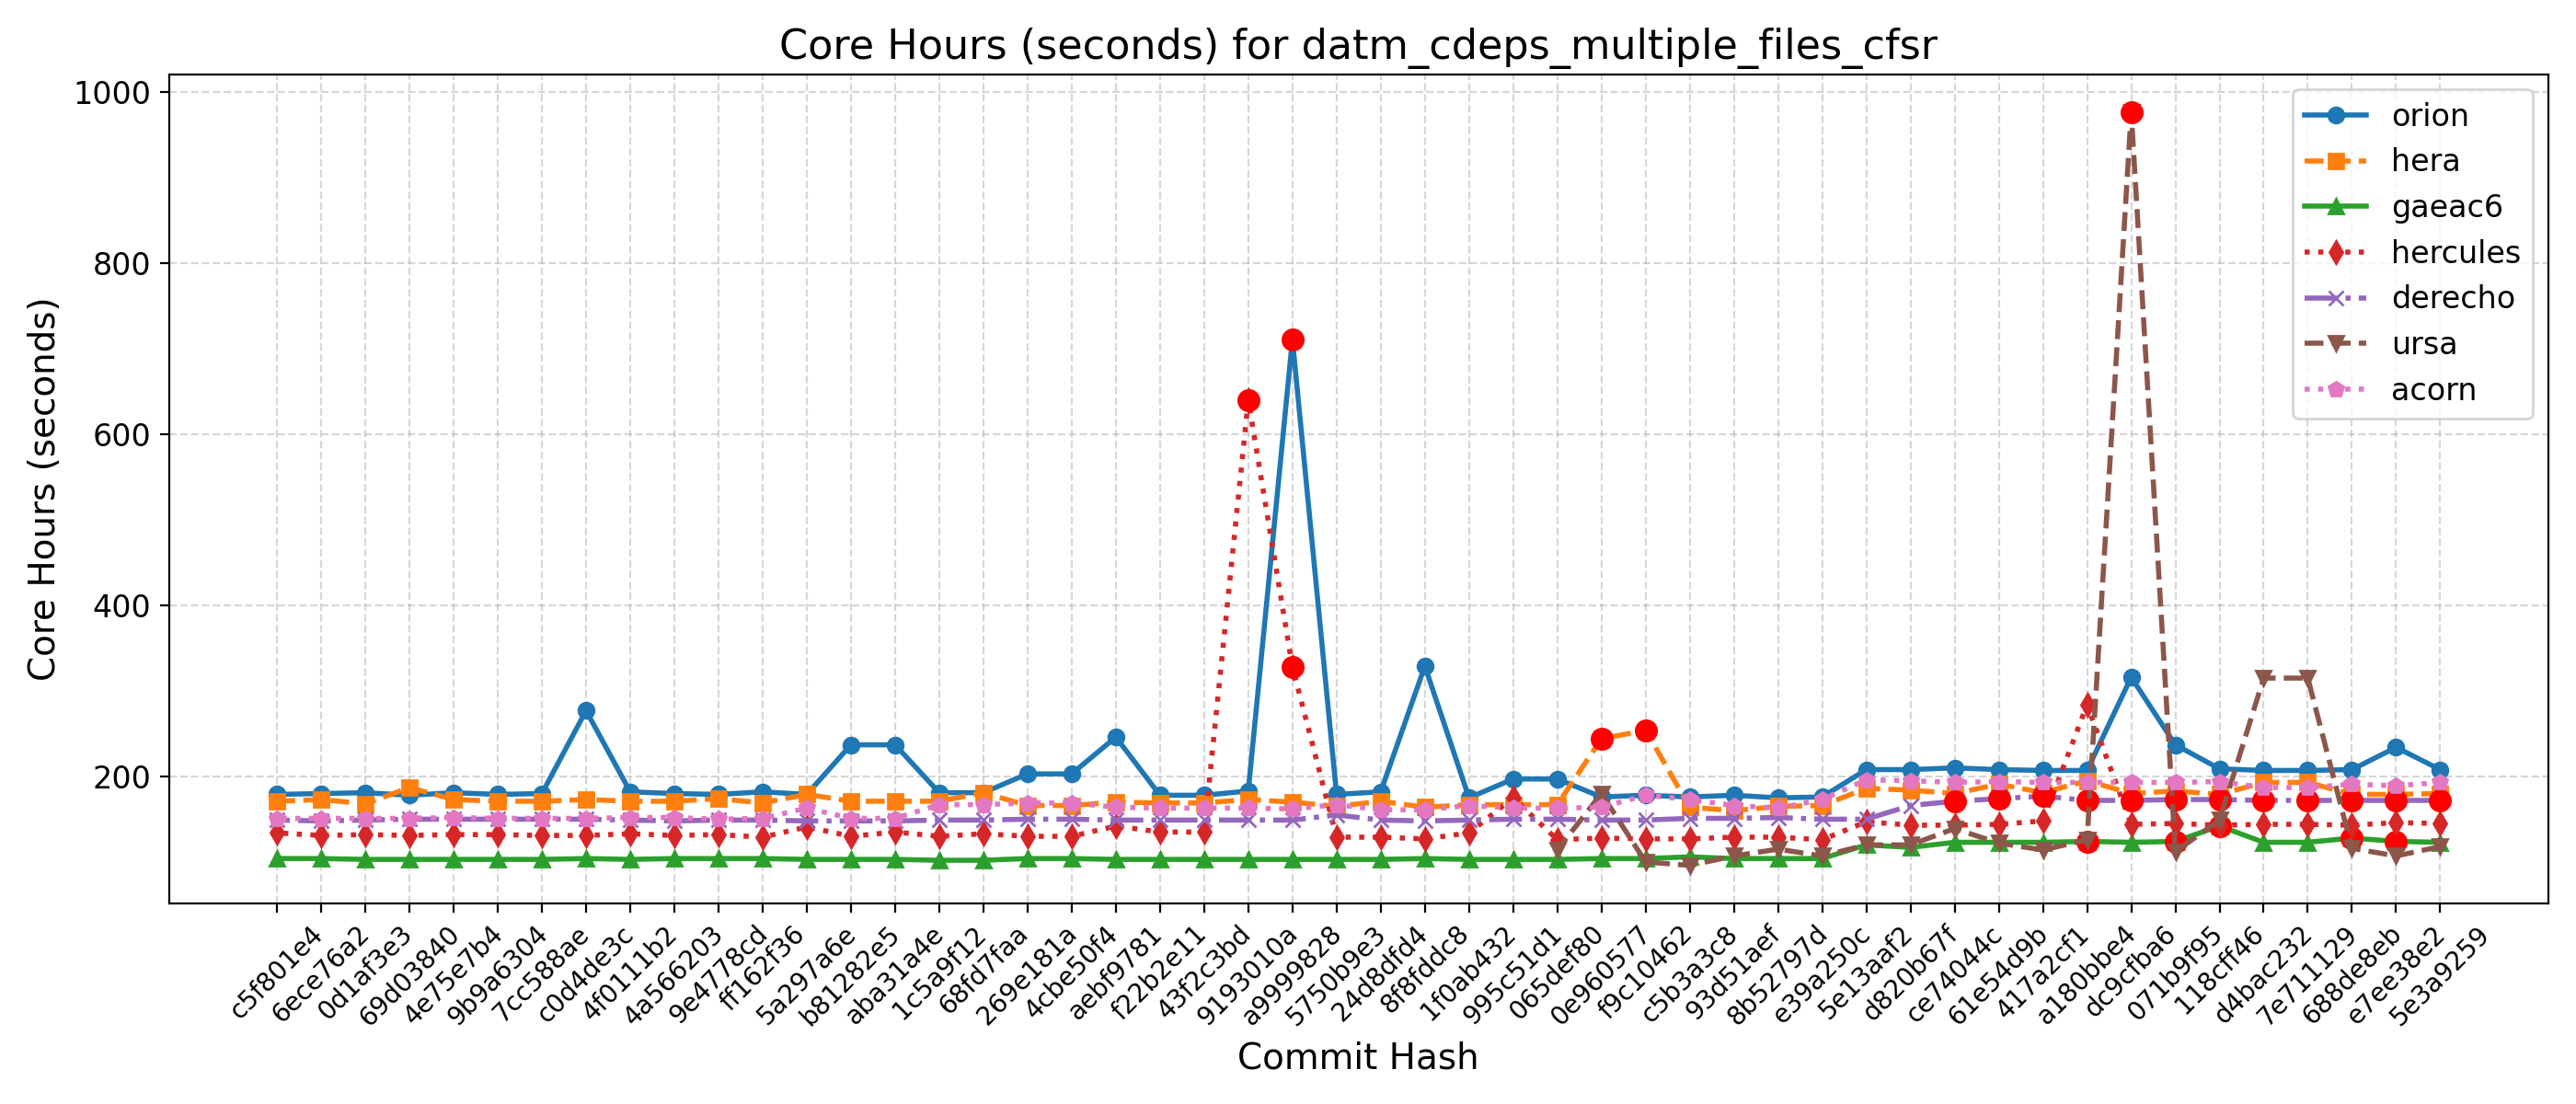 Core Hours (seconds) for datm_cdeps_multiple_files_cfsr
Core Hours (seconds)
1000
800
600
400
200
orion
hera
gaeac6
hercules
derecho
ursa
acorn
c5f801e4
6ece76a2
0d1af3e3
69d03840
4e75e7b4
9b9a6304
7cc588ae
c0d4de3c
4f0111b2
4a566203
9e4778cd
ff162f36
5a297a6e
b81282e5
aba31a4e
1c5a9f12
68fd7faa
269e181a
4cbe50f4
aebf9781
f22b2e11
43f2c3bd
9193010a
a9999828
5750b9e3
24d8dfd4
8f8fddc8
1f0ab432
995c51d1
065def80
0e960577
f9c10462
c5b3a3c8
93d51aef
8b52797d
e39a250c
5e13aaf2
d820b67f
ce74044c
61e54d9b
417a2cf1
a180bbe4
dc9cfba6
071b9f95
118cff46
d4bac232
7e711129
688de8eb
e7ee38e2
5e3a9259
Commit Hash